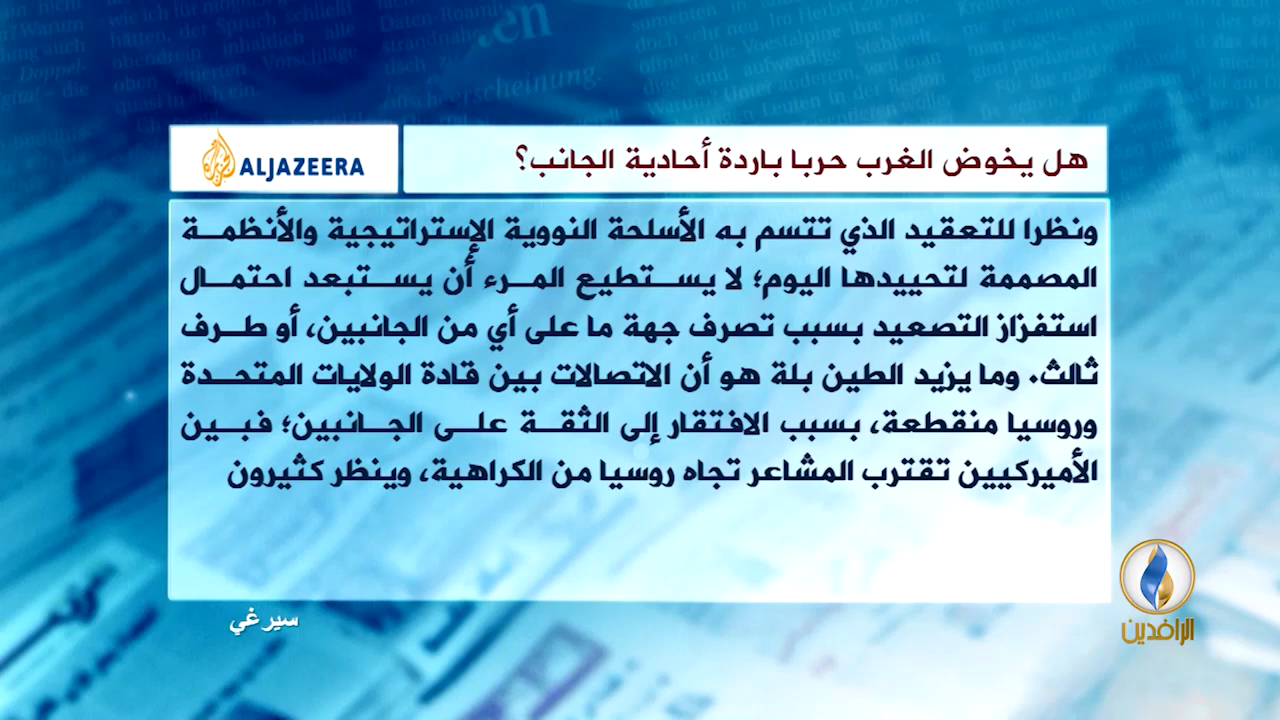 هل يخوض الغرب حربا باردة أحادية الجانب؟
ALJAZEERA
ونظرا للتعقيد الذي تتسم به الأسلحة النووية الإستراتيجية والأنظمة
المصممة لتحييدها اليوم؛ لا يستطيع المرء أن يستبعد احتمال
استفزاز التصعيد بسبب تصرف جهة ما على أي من الجانبين، أو طرف
ثالث. وما يزيد الطين بلة هو أن الاتصالات بين قادة الولايات المتحدة
وروسيا منقطعة، بسبب الافتقار إلى الثقة على الجانبين؛ فبين
الأميركيين تقترب المشاعر تجاه روسيا من الكراهية، وينظر كثيرون
سيرغي
الرافدين